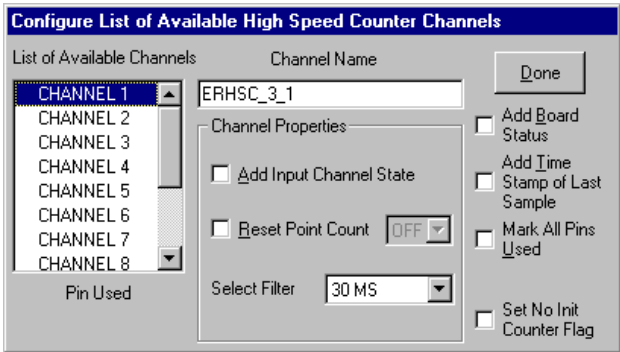 Configure List of Available High Speed Counter Channels
List of Available Channels
CHANNEL 1
CHANNEL 2
CHANNEL 3
CHANNEL 4
CHANNEL 5
CHANNEL 6
CHANNEL 7
CHANNEL 8
Pin Used
Channel Name
ERHSC_3_1
Channel Properties
Add Input Channel State
Reset Point Count OFF
Select Filter 30 MS
Done
Add Board
Status
Add Time
Stamp of Last
Sample
Mark All Pins
Used
Set No Init
Counter Flag